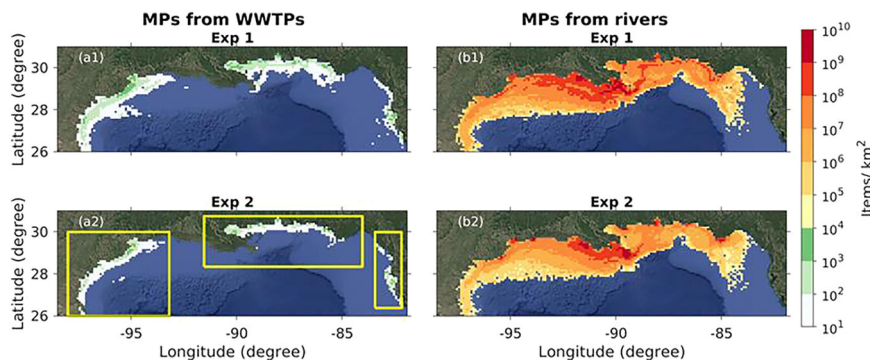 MPs from WWTPs MPs from rivers
Exp 1 Exp 1
(a1) (b1)
Latitude (degree)
30
28
26
Exp 2 Exp 2
(a2) (b2)
Latitude (degree)
30
28
26
-95 -90 -85 -95 -90 -85
Longitude (degree) Longitude (degree)
10¹⁰
10⁹
10⁸
10⁷
10⁶
10⁵
10⁴
10³
10²
10¹
Items/ km²